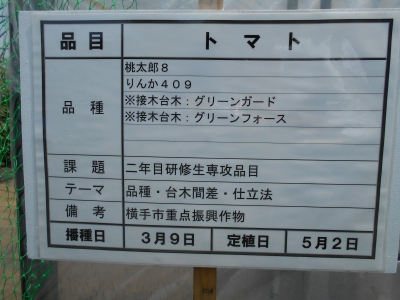 品目 トマト
品種 桃太郎８
りんか４０９
※接木台木：グリーンガード
※接木台木：グリーンフォース
課題 二年目研修生専攻品目
テーマ 品種・台木間差・仕立法
備考 横手市重点振興作物
播種日 ３月９日 定植日 ５月２日